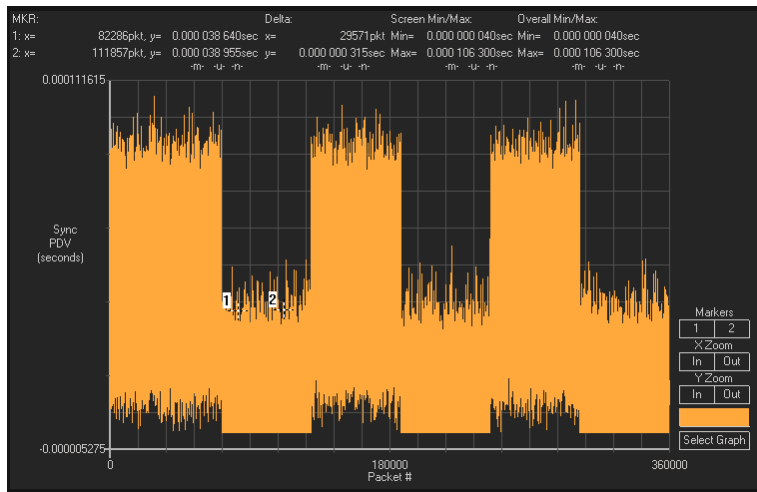 MKR: Delta: Screen Min/Max: Overall Min/Max:
1: x= 82286pkt, y= 0.000 038 640sec x= 29571pkt Min= 0.000 000 040sec Min= 0.000 000 040sec
2: x= 111857pkt, y= 0.000 038 955sec y= 0.000 000 315sec Max= 0.000 106 300sec Max= 0.000 106 300sec
-m- -u- -n- -m- -u- -n- -m- -u- -n- -m- -u- -n-
0.000111615
Sync
PDV
(seconds)
1 2
-0.000005275
0 180000 360000
Packet #
Markers
1 2
X Zoom
In Out
Y Zoom
In Out
Select Graph